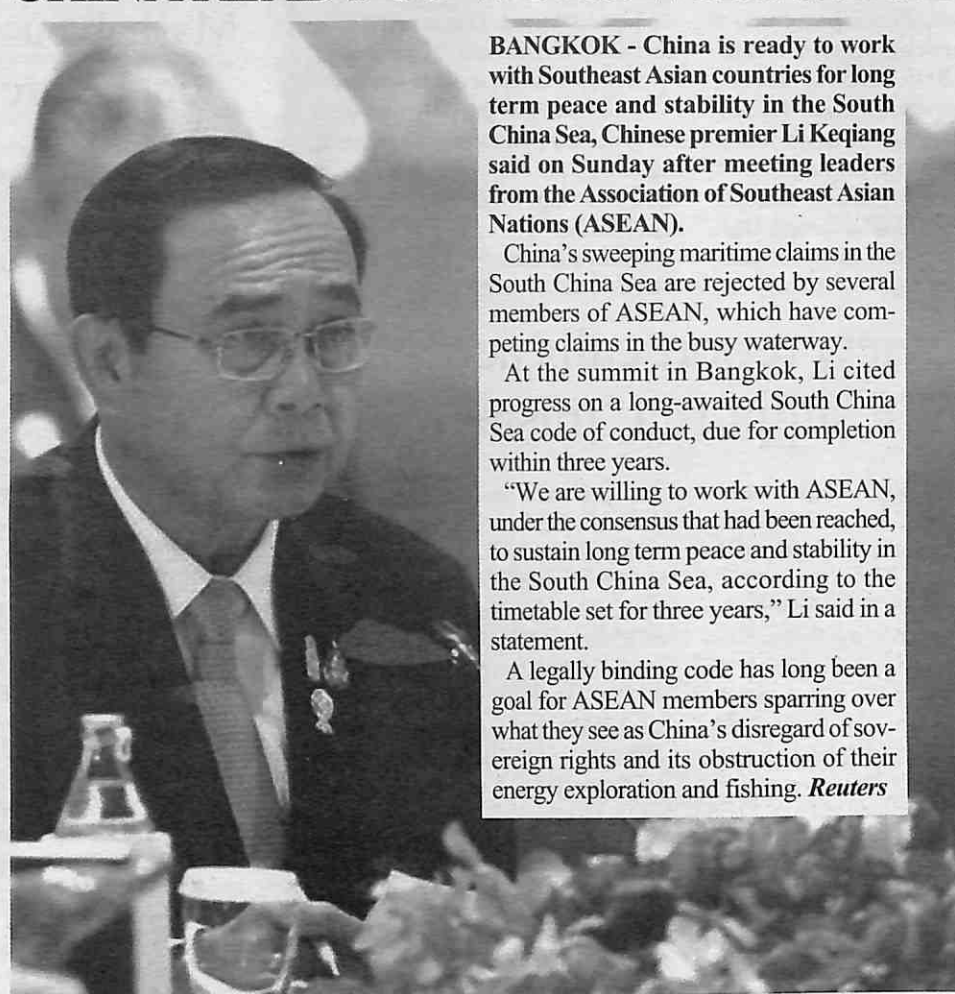 BANGKOK - China is ready to work
with Southeast Asian countries for long
term peace and stability in the South
China Sea, Chinese premier Li Keqiang
said on Sunday after meeting leaders
from the Association of Southeast Asian
Nations (ASEAN).
China's sweeping maritime claims in the
South China Sea are rejected by several
members of ASEAN, which have com-
peting claims in the busy waterway.
At the summit in Bangkok, Li cited
progress on a long-awaited South China
Sea code of conduct, due for completion
within three years.
“We are willing to work with ASEAN,
under the consensus that had been reached,
to sustain long term peace and stability in
the South China Sea, according to the
timetable set for three years,” Li said in a
statement.
A legally binding code has long been a
goal for ASEAN members sparring over
what they see as China's disregard of sov-
ereign rights and its obstruction of their
energy exploration and fishing. Reuters